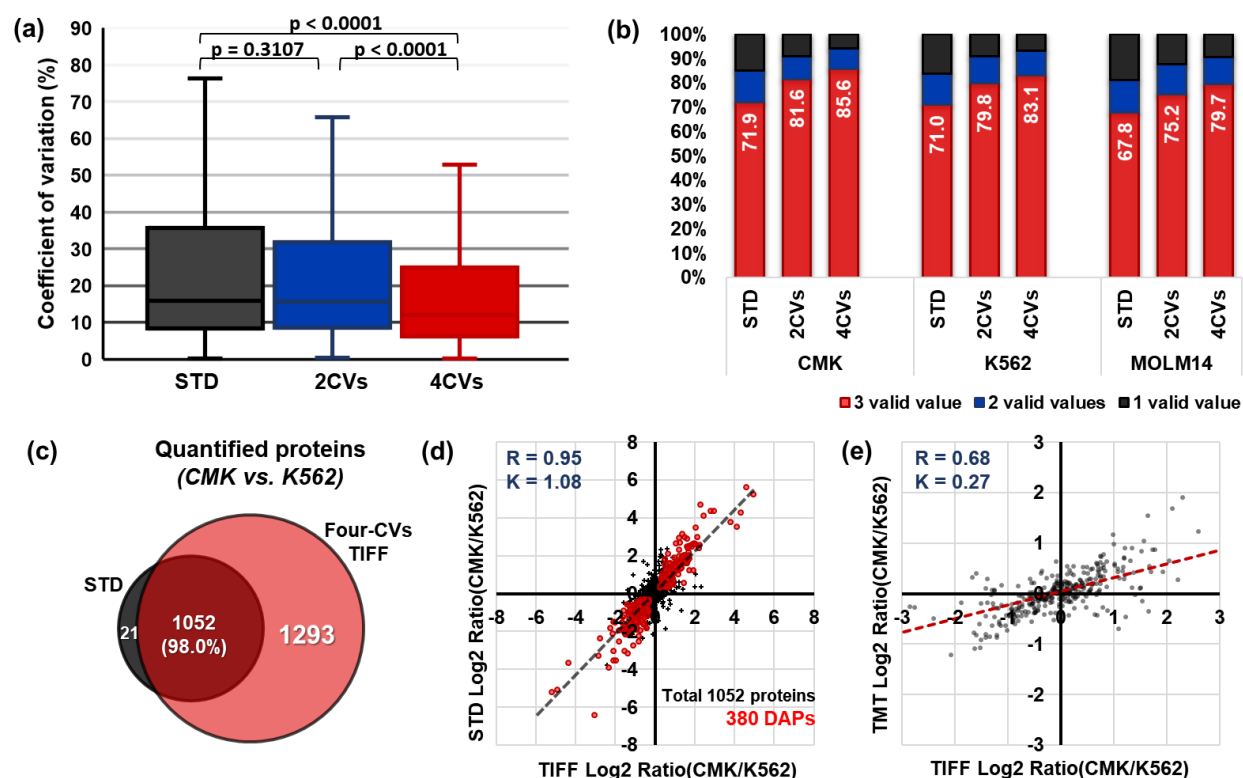 (a)
p < 0.0001
p = 0.3107
p < 0.0001
Coefficient of variation (%)
90
80
70
60
50
40
30
20
10
0
STD
2CVs
4CVs
(b)
100%
90%
80%
70%
60%
50%
40%
30%
20%
10%
0%
71.9
81.6
85.6
71.0
79.8
83.1
67.8
75.2
79.7
STD
2CVs
4CVs
STD
2CVs
4CVs
STD
2CVs
4CVs
CMK
K562
MOLM14
3 valid value
2 valid values
1 valid value
(c)
Quantified proteins
(CMK vs. K562)
Four-CVs
TIFF
STD
21
1052
(98.0%)
1293
(d)
R = 0.95
K = 1.08
STD Log2 Ratio(CMK/K562)
8
6
4
2
0
-2
-4
-6
-8
-8
-6
-4
-2
0
2
4
6
8
Total 1052 proteins
380 DAPs
TIFF Log2 Ratio(CMK/K562)
(e)
R = 0.68
K = 0.27
TMT Log2 Ratio(CMK/K562)
3
2
1
0
-1
-2
-3
-3
-2
-1
0
1
2
3
TIFF Log2 Ratio(CMK/K562)